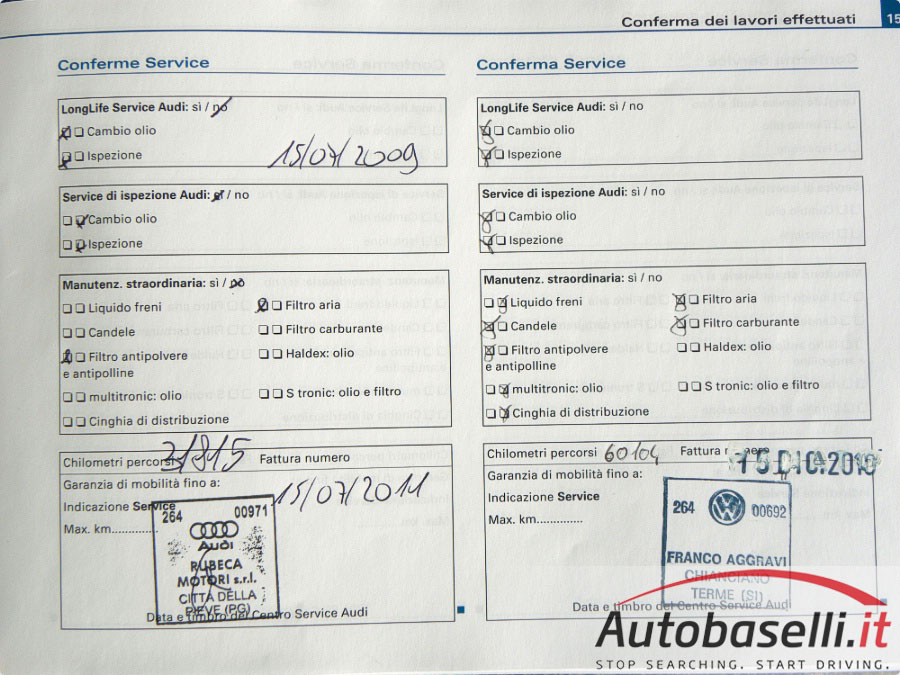 Conferma dei lavori effettuati 15
Conferme Service
LongLife Service Audi: sì / no
Cambio olio
Ispezione
15/07/2009
Service di ispezione Audi: sì / no
Cambio olio
Ispezione
Manutenz. straordinaria: sì / no
Liquido freni Filtro aria
Candele Filtro carburante
Filtro antipolvere Haldex: olio
e antipolline
multitronic: olio S tronic: olio e filtro
Cinghia di distribuzione
Chilometri percorsi 31815 Fattura numero
Garanzia di mobilità fino a:
15/07/2011
Indicazione Service
Max. km.............
264 00971
Audi
RUBECA
MOTORI s.r.l.
CITTÀ DELLA
PIEVE (PG)
Data e timbro del Centro Service Audi
Conferma Service
LongLife Service Audi: sì / no
Cambio olio
Ispezione
Service di ispezione Audi: sì / no
Cambio olio
Ispezione
Manutenz. straordinaria: sì / no
Liquido freni Filtro aria
Candele Filtro carburante
Filtro antipolvere Haldex: olio
e antipolline
multitronic: olio S tronic: olio e filtro
Cinghia di distribuzione
Chilometri percorsi 60104 Fattura numero
15 DIC 2010
Garanzia di mobilità fino a:
Indicazione Service
Max. km.............
264 00692
FRANCO AGGRAVI
CHIANCIANO
TERME (SI)
Data e timbro del Centro Service Audi
Autobaselli.it
STOP SEARCHING. START DRIVING.